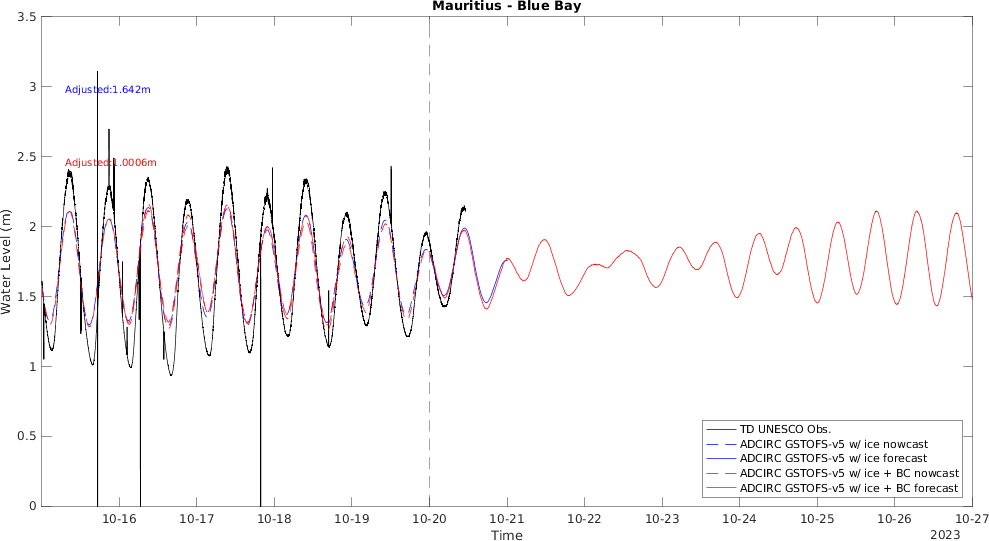 Mauritius - Blue Bay
3.5
3
2.5
2
1.5
1
0.5
0
Water Level (m)
Adjusted:1.642m
Adjusted:1.0006m
TD UNESCO Obs.
ADCIRC GSTOFS-v5 w/ ice nowcast
ADCIRC GSTOFS-v5 w/ ice forecast
ADCIRC GSTOFS-v5 w/ ice + BC nowcast
ADCIRC GSTOFS-v5 w/ ice + BC forecast
10-16 10-17 10-18 10-19 10-20 10-21 10-22 10-23 10-24 10-25 10-26 10-27
Time
2023